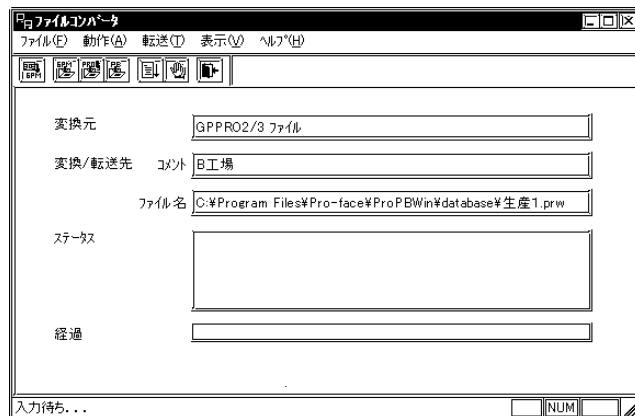 ファイルコンバータ
ファイル(F) 動作(A) 転送(T) 表示(V) ヘルプ(H)
変換元 GPPRO2/3 ファイル
変換/転送先 コメント B工場
ファイル名 C:¥Program Files¥Pro-face¥ProPBWin¥database¥生産1.prw
ステータス
経過
入力待ち... NUM